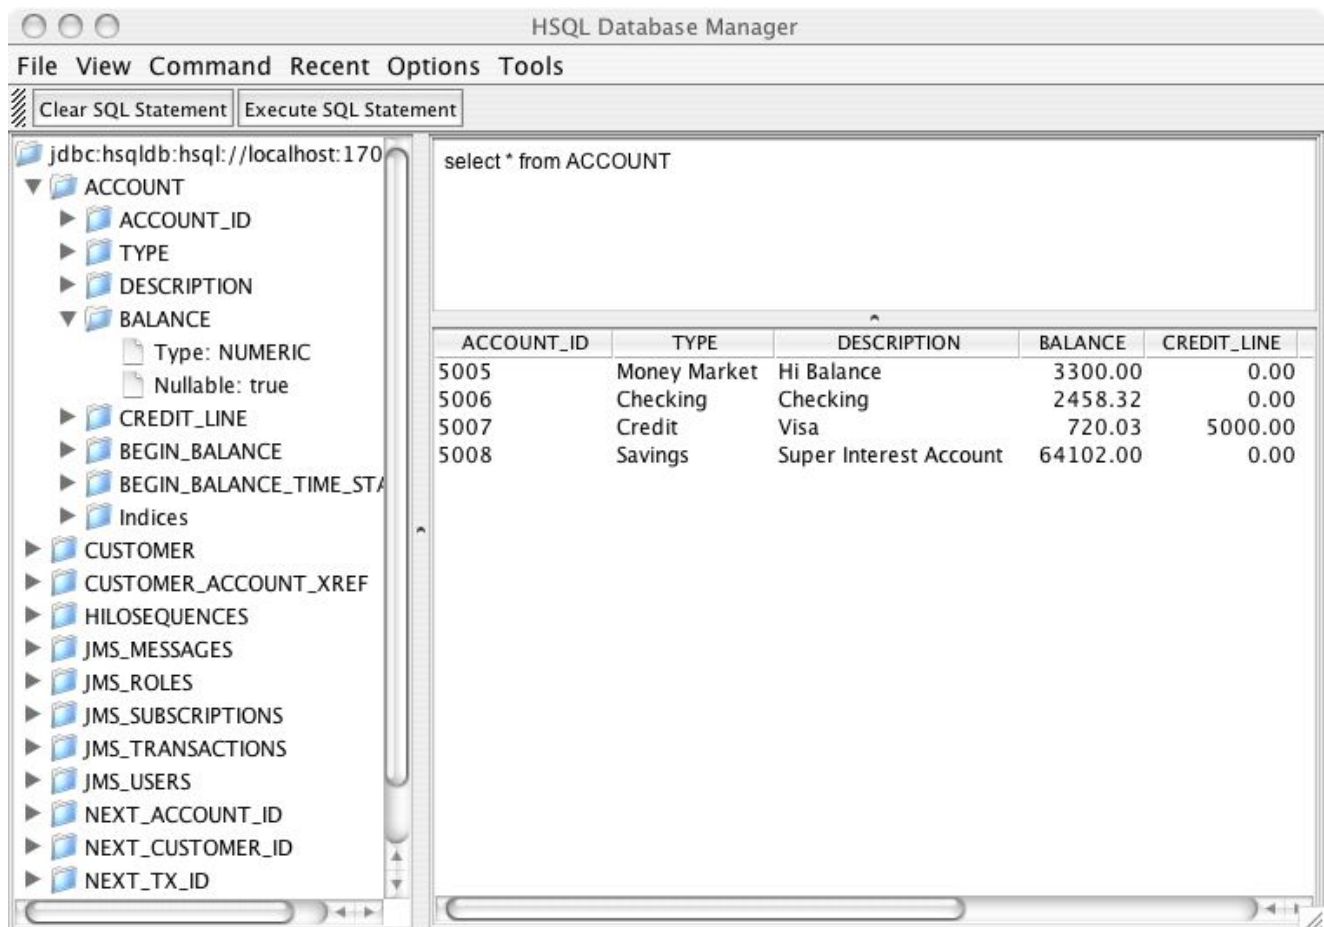 HSQL Database Manager
File View Command Recent Options Tools
Clear SQL Statement Execute SQL Statement
jdbc:hsqldb:hsql://localhost:170
ACCOUNT
ACCOUNT_ID
TYPE
DESCRIPTION
BALANCE
Type: NUMERIC
Nullable: true
CREDIT_LINE
BEGIN_BALANCE
BEGIN_BALANCE_TIME_STA
Indices
CUSTOMER
CUSTOMER_ACCOUNT_XREF
HILOSEQUENCES
JMS_MESSAGES
JMS_ROLES
JMS_SUBSCRIPTIONS
JMS_TRANSACTIONS
JMS_USERS
NEXT_ACCOUNT_ID
NEXT_CUSTOMER_ID
NEXT_TX_ID
select * from ACCOUNT
ACCOUNT_ID TYPE DESCRIPTION BALANCE CREDIT_LINE
5005 Money Market Hi Balance 3300.00 0.00
5006 Checking Checking 2458.32 0.00
5007 Credit Visa 720.03 5000.00
5008 Savings Super Interest Account 64102.00 0.00